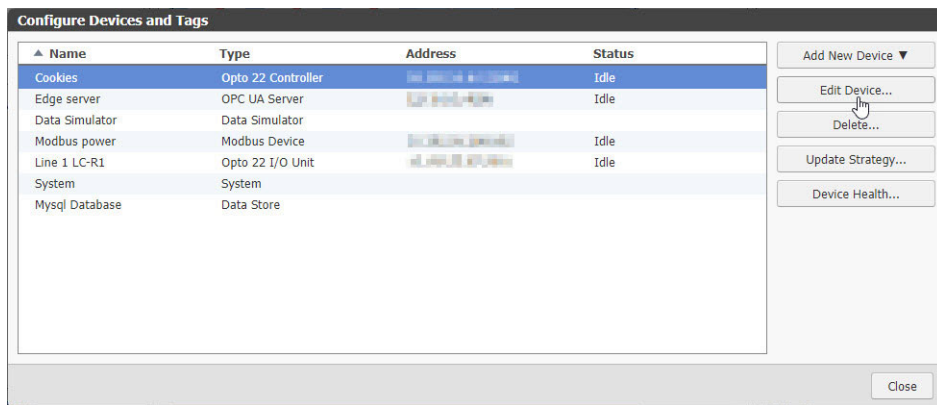 Configure Devices and Tags
▲ Name Type Address Status
Cookies Opto 22 Controller Idle
Edge server OPC UA Server Idle
Data Simulator Data Simulator
Modbus power Modbus Device Idle
Line 1 LC-R1 Opto 22 I/O Unit Idle
System System
Mysql Database Data Store
Add New Device ▼
Edit Device...
Delete...
Update Strategy...
Device Health...
Close